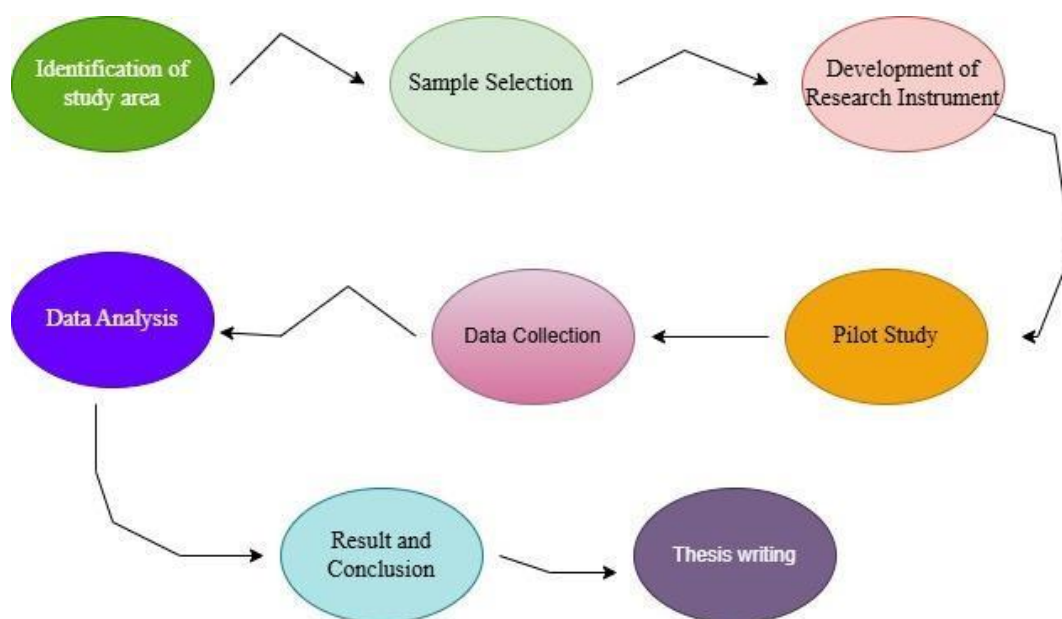 Identification of
study area
Sample Selection
Development of
Research Instrument
Pilot Study
Data Collection
Data Analysis
Result and
Conclusion
Thesis writing